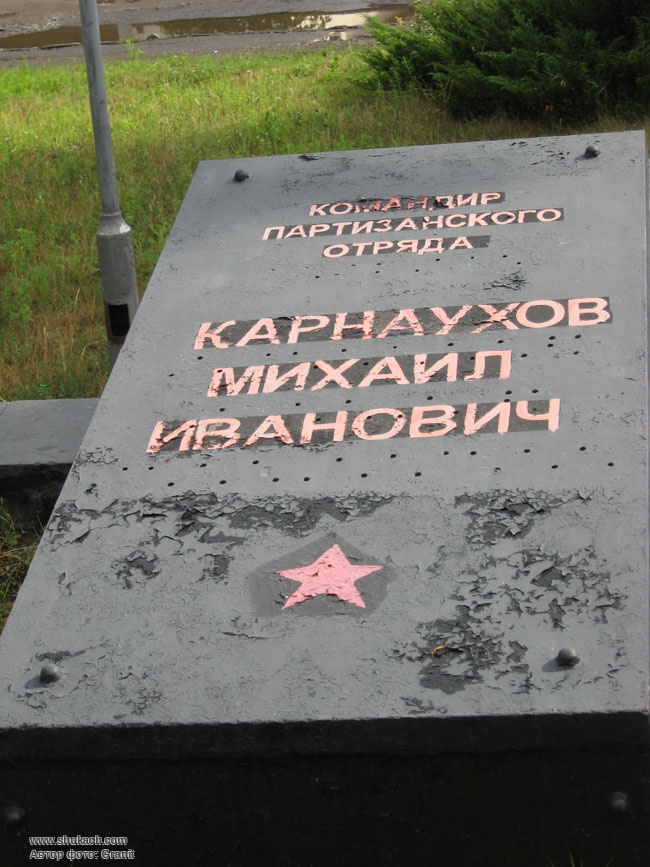 КОМАНДИР
ПАРТИЗАНСКОГО
ОТРЯДА
КАРНАУХОВ
МИХАИЛ
ИВАНОВИЧ
www.shukach.com
Автор фото: Granit